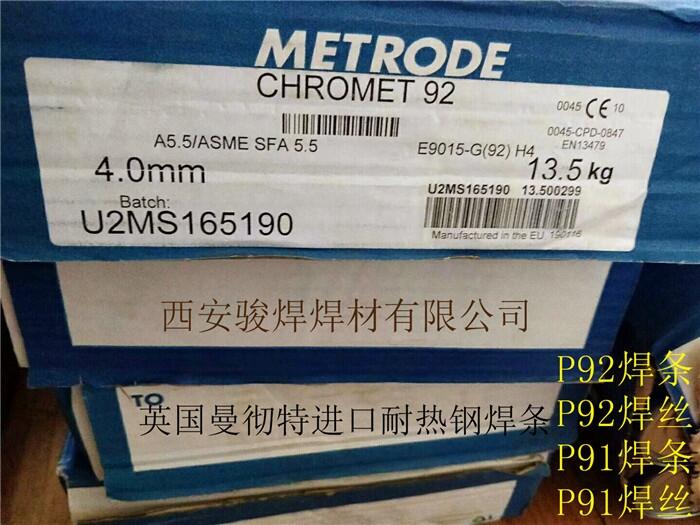 METRODE
CHROMET 92
0045 CE 10
0045-CPD-0847
EN13479
A5.5/ASME SFA 5.5
E9015-G(92) H4
4.0mm
13.5 kg
Batch:
U2MS165190
U2MS165190 13.500299
Manufactured in the EU 190116
西安骏焊焊材有限公司
TO
英国曼彻特进口耐热钢焊条
P92焊条
P92焊丝
P91焊条
P91焊丝